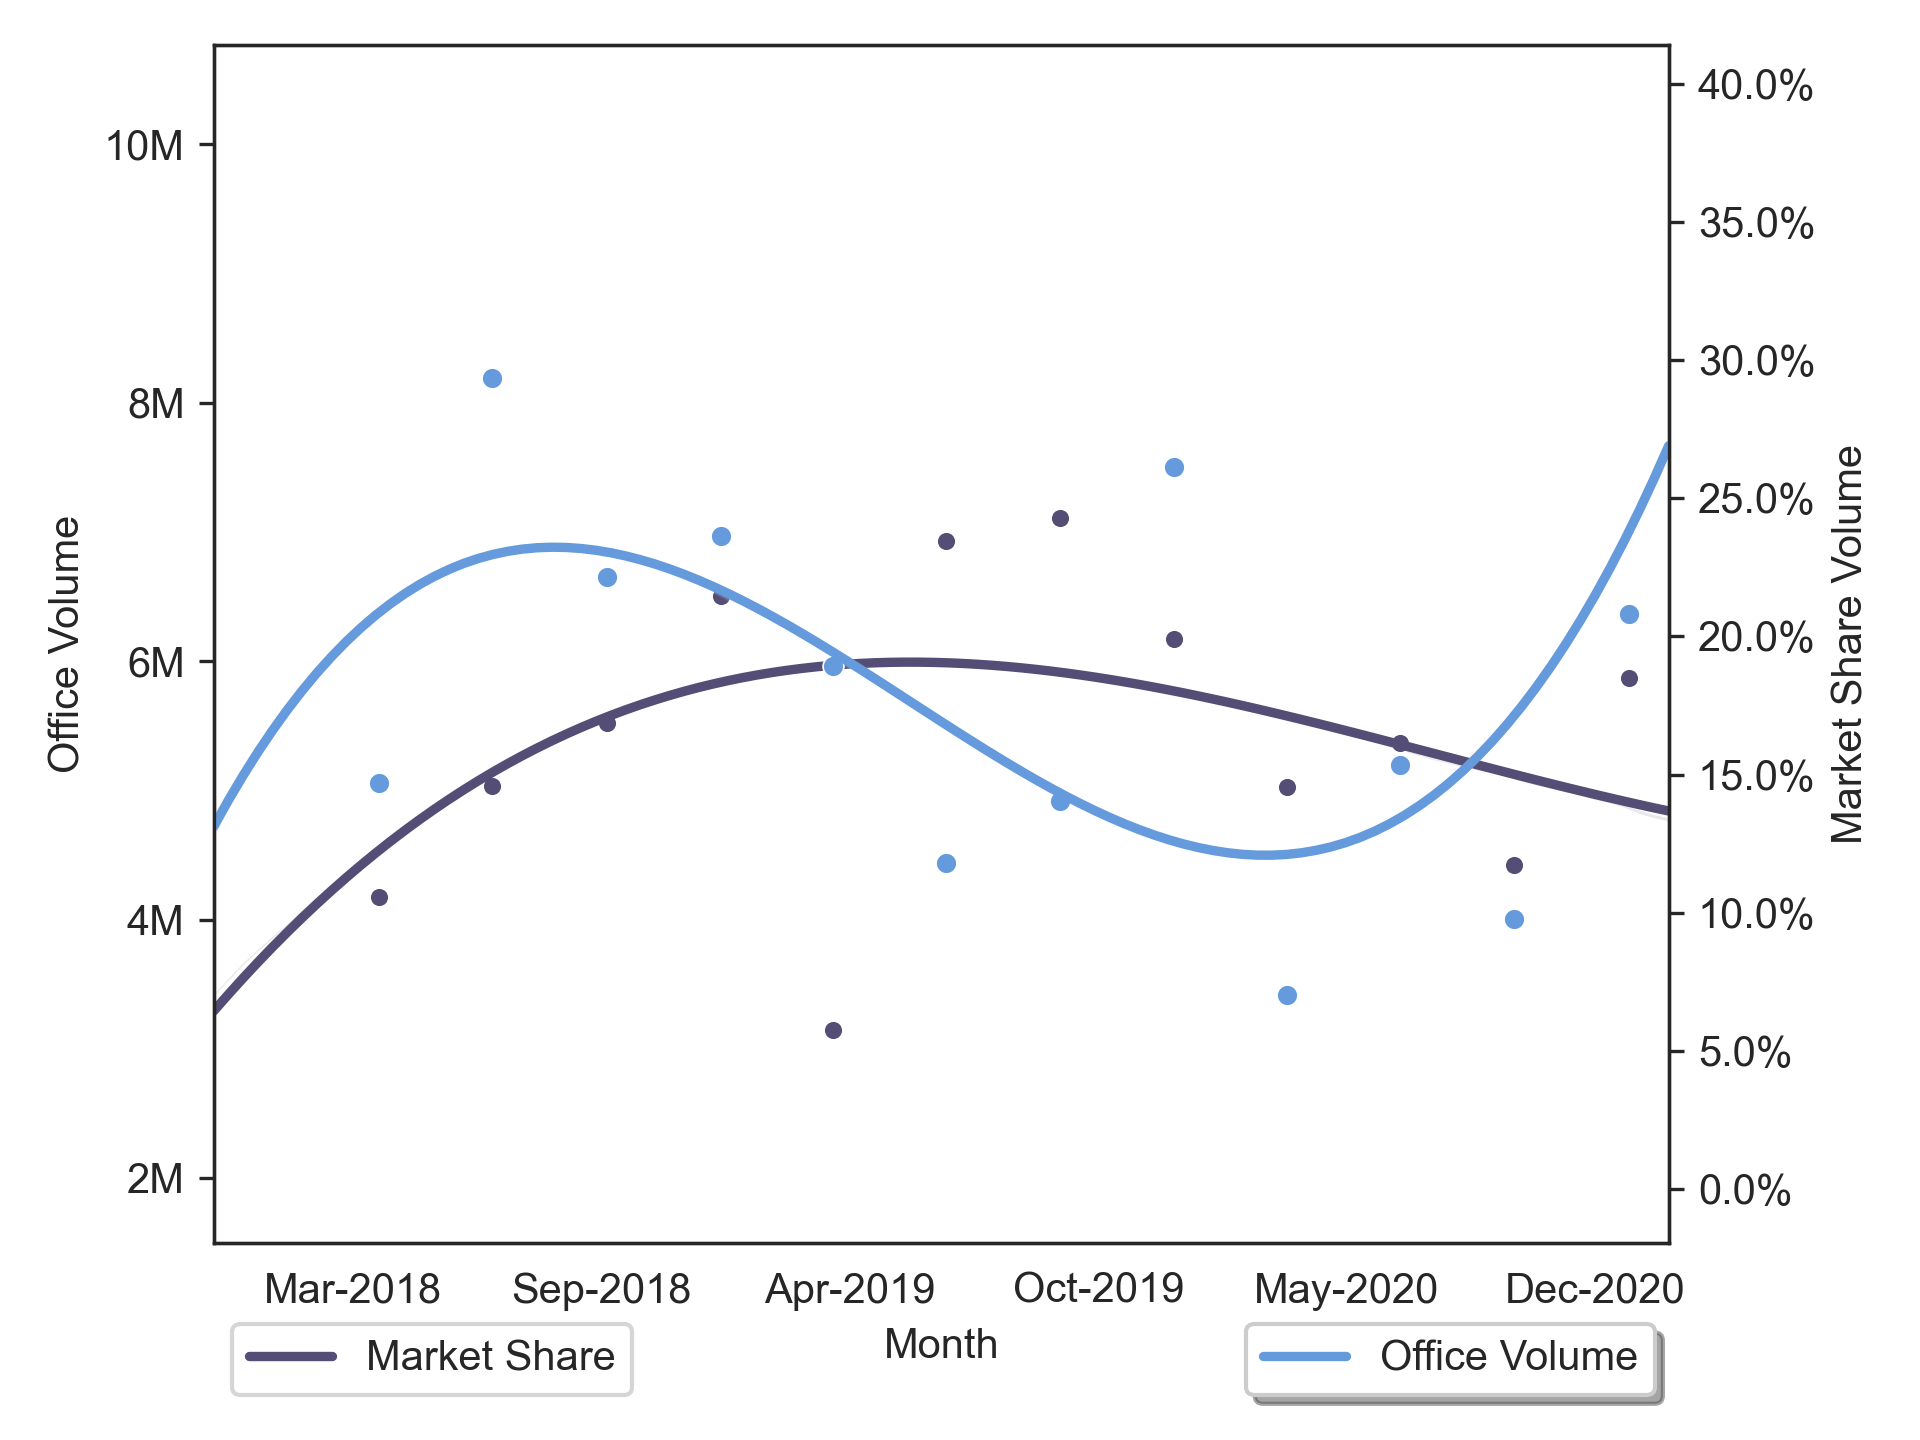 10M
8M
6M
4M
2M
Office Volume
40.0%
35.0%
30.0%
25.0%
20.0%
15.0%
10.0%
5.0%
0.0%
Market Share Volume
Mar-2018
Sep-2018
Apr-2019
Oct-2019
May-2020
Dec-2020
Month
Market Share
Office Volume